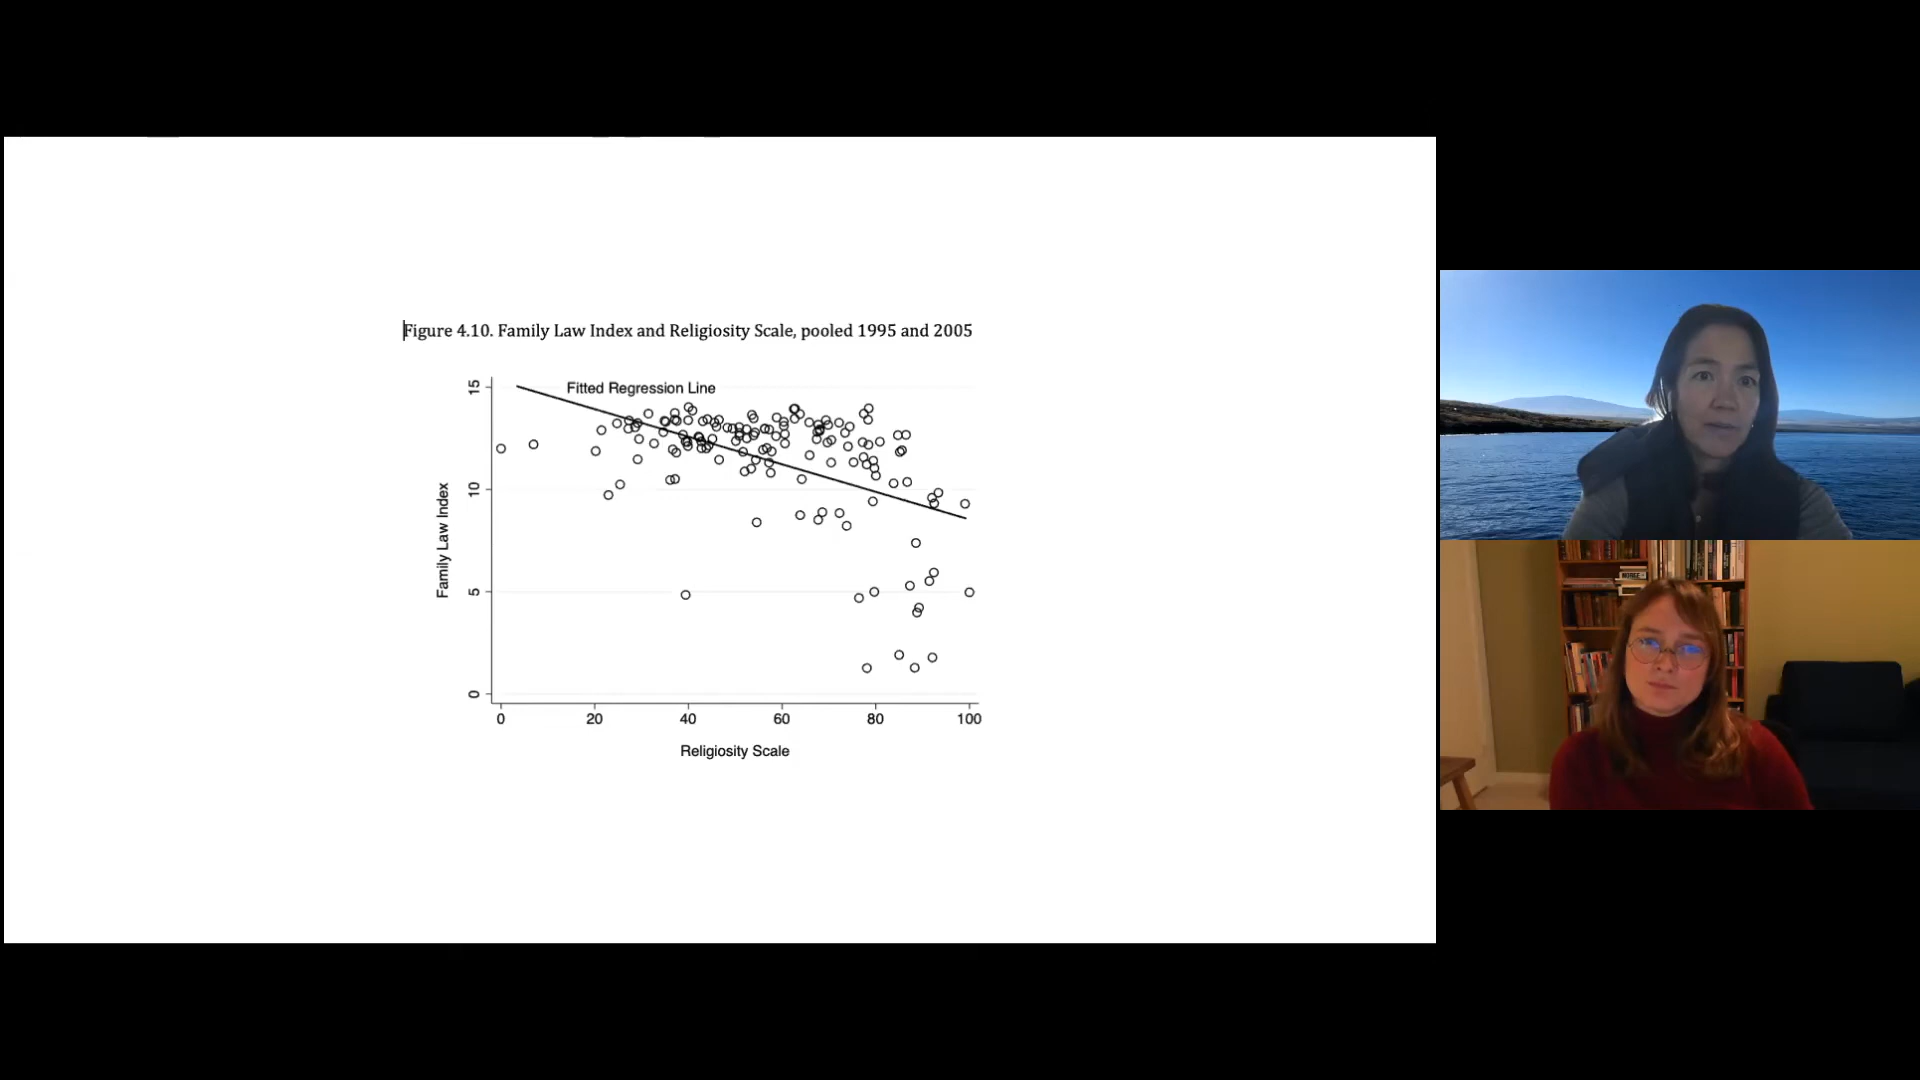 Figure 4.10. Family Law Index and Religiosity Scale, pooled 1995 and 2005
Fitted Regression Line
15
10
5
0
Family Law Index
0 20 40 60 80 100
Religiosity Scale